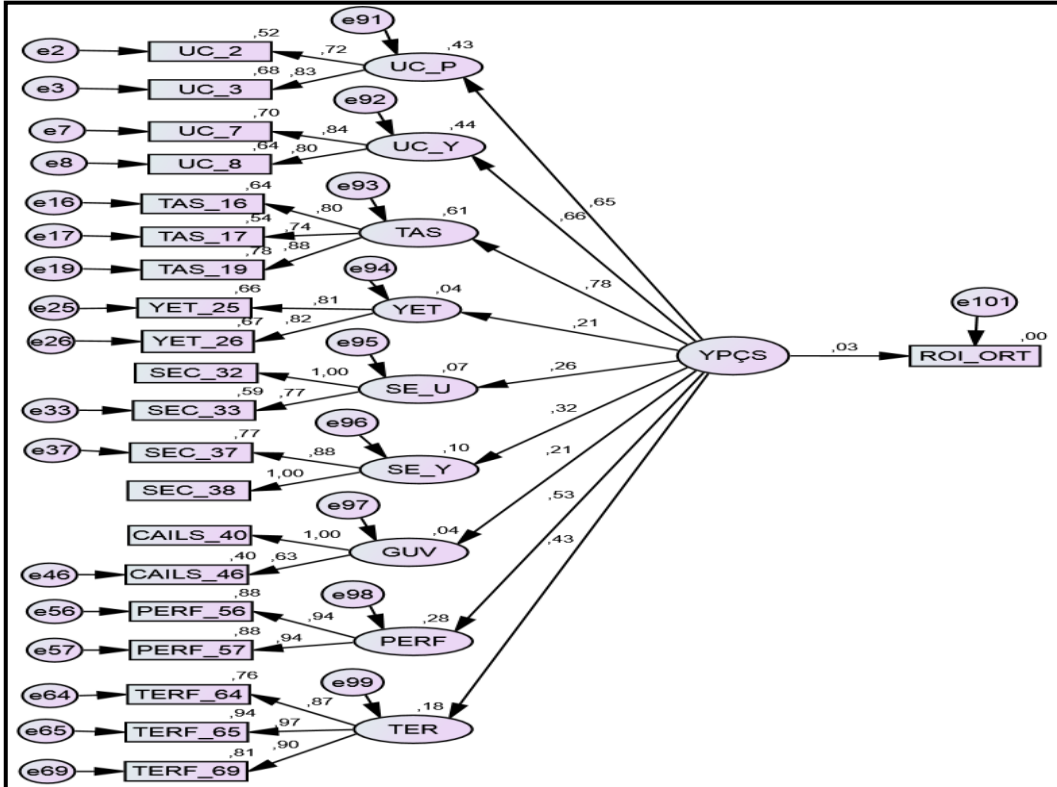 e91
e2 UC_2 ,52 ,72 UC_P ,43
e3 UC_3 ,68 ,83
e92
e7 UC_7 ,70 ,84 UC_Y ,44
e8 UC_8 ,64 ,80
e93
e16 TAS_16 ,64 ,80
e17 TAS_17 ,54 ,74 TAS ,61
e19 TAS_19 ,78 ,88
e94
e25 YET_25 ,66 ,81 YET ,04
e26 YET_26 ,67 ,82
e95
SEC_32 1,00 SE_U ,07
e33 SEC_33 ,59 ,77
e96
e37 SEC_37 ,77 ,88 SE_Y ,10
SEC_38 1,00
e97
CAILS_40 1,00 GUV ,04
e46 CAILS_46 ,40 ,63
e98
e56 PERF_56 ,88 ,94 PERF ,28
e57 PERF_57 ,88 ,94
e99
e64 TERF_64 ,76 ,87
e65 TERF_65 ,94 ,97 TER ,18
e69 TERF_69 ,81 ,90
,65
,66
,78
,21
,26
,32
,21
,53
,43
YPÇS
,03
e101
ROI_ORT ,00